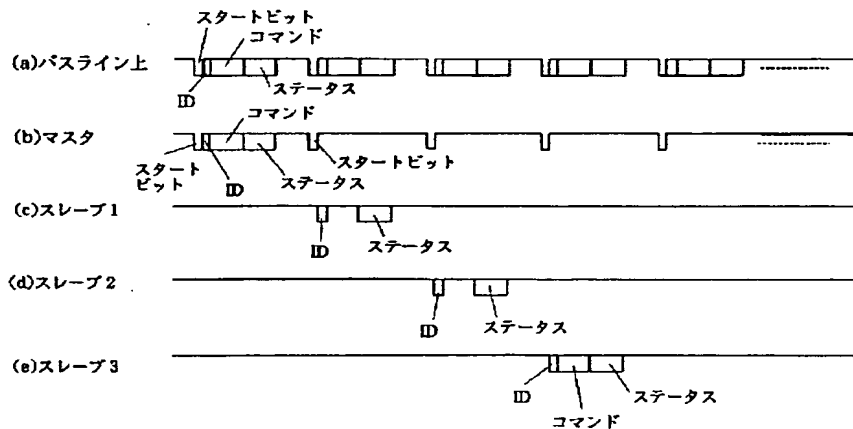 スタートビット
コマンド
(a)バスライン上
ID
ステータス
コマンド
(b)マスタ
スタート
ビット
ID
ステータス
スタートビット
(c)スレーブ1
ID
ステータス
(d)スレーブ2
ID
ステータス
(e)スレーブ3
ID
コマンド
ステータス